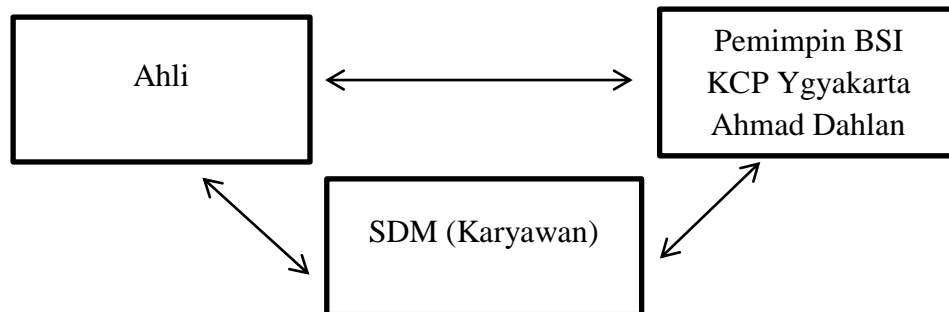 Ahli
Pemimpin BSI
KCP Ygyakarta
Ahmad Dahlan
SDM (Karyawan)